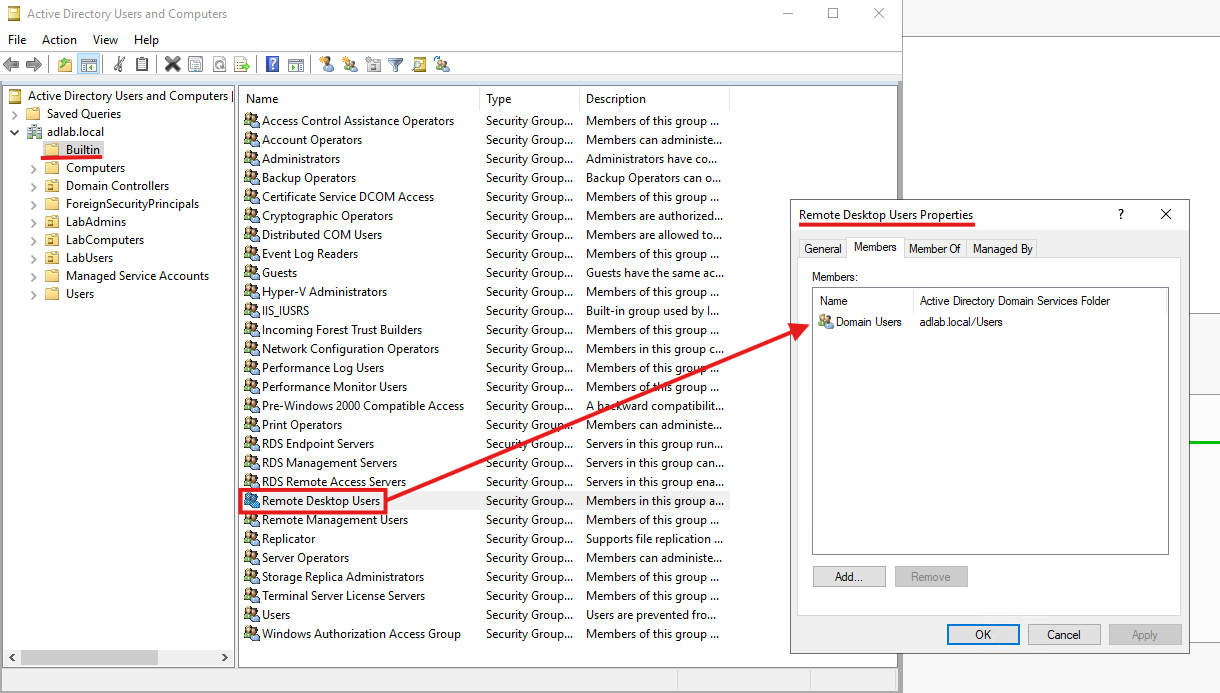 Active Directory Users and Computers
File Action View Help
Active Directory Users and Computers
Saved Queries
adlab.local
Builtin
Computers
Domain Controllers
ForeignSecurityPrincipals
LabAdmins
LabComputers
LabUsers
Managed Service Accounts
Users
Name Type Description
Access Control Assistance Operators Security Group... Members of this group ...
Account Operators Security Group... Members can administe...
Administrators Security Group... Administrators have co...
Backup Operators Security Group... Backup Operators can o...
Certificate Service DCOM Access Security Group... Members of this group ...
Cryptographic Operators Security Group... Members are authorized...
Distributed COM Users Security Group... Members are allowed to...
Event Log Readers Security Group... Members of this group ...
Guests Security Group... Guests have the same ac...
Hyper-V Administrators Security Group... Members of this group ...
IIS_IUSRS Security Group... Built-in group used by I...
Incoming Forest Trust Builders Security Group... Members of this group ...
Network Configuration Operators Security Group... Members in this group c...
Performance Log Users Security Group... Members of this group ...
Performance Monitor Users Security Group... Members of this group ...
Pre-Windows 2000 Compatible Access Security Group... A backward compatibilit...
Print Operators Security Group... Members can administe...
RDS Endpoint Servers Security Group... Servers in this group run...
RDS Management Servers Security Group... Servers in this group can...
RDS Remote Access Servers Security Group... Servers in this group ena...
Remote Desktop Users Security Group... Members in this group a...
Remote Management Users Security Group... Members of this group ...
Replicator Security Group... Supports file replication ...
Server Operators Security Group... Members can administe...
Storage Replica Administrators Security Group... Members of this group ...
Terminal Server License Servers Security Group... Members of this group ...
Users Security Group... Users are prevented fro...
Windows Authorization Access Group Security Group... Members of this group ...
Remote Desktop Users Properties ?
General Members Member Of Managed By
Members:
Name Active Directory Domain Services Folder
Domain Users adlab.local/Users
Add... Remove
OK Cancel Apply